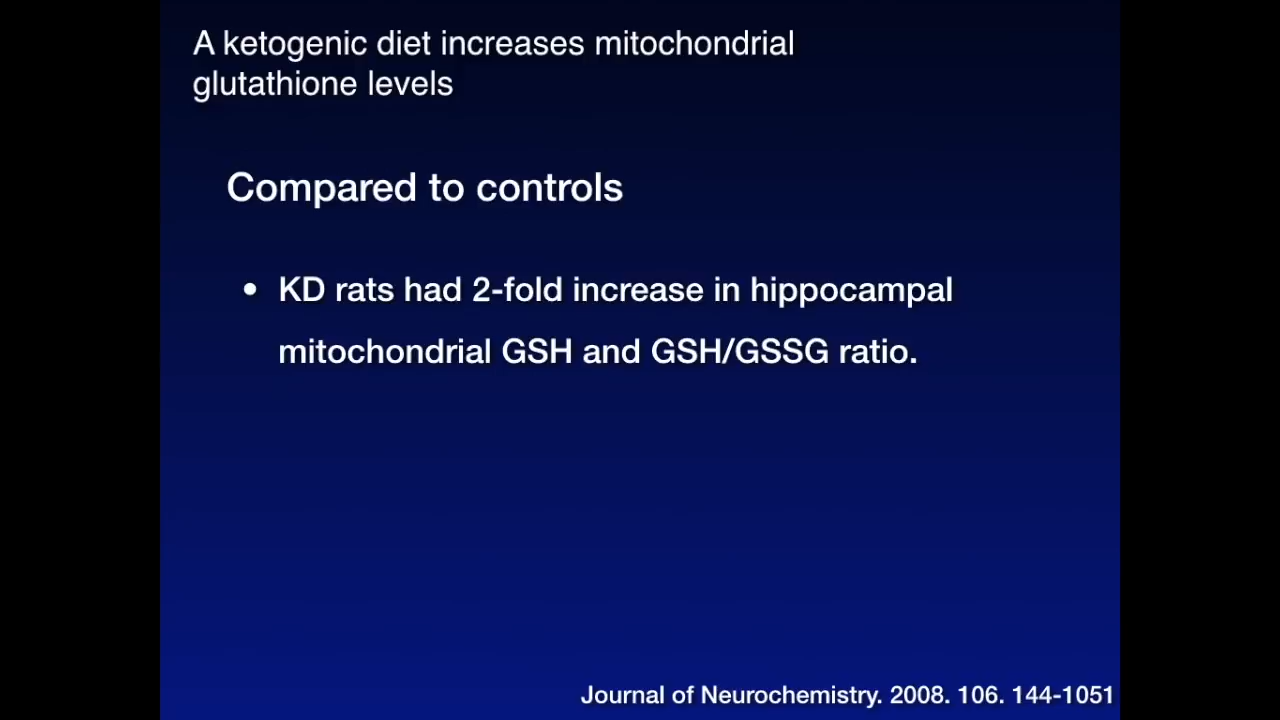 A ketogenic diet increases mitochondrial
glutathione levels
Compared to controls
• KD rats had 2-fold increase in hippocampal
mitochondrial GSH and GSH/GSSG ratio.
Journal of Neurochemistry. 2008. 106. 144-1051